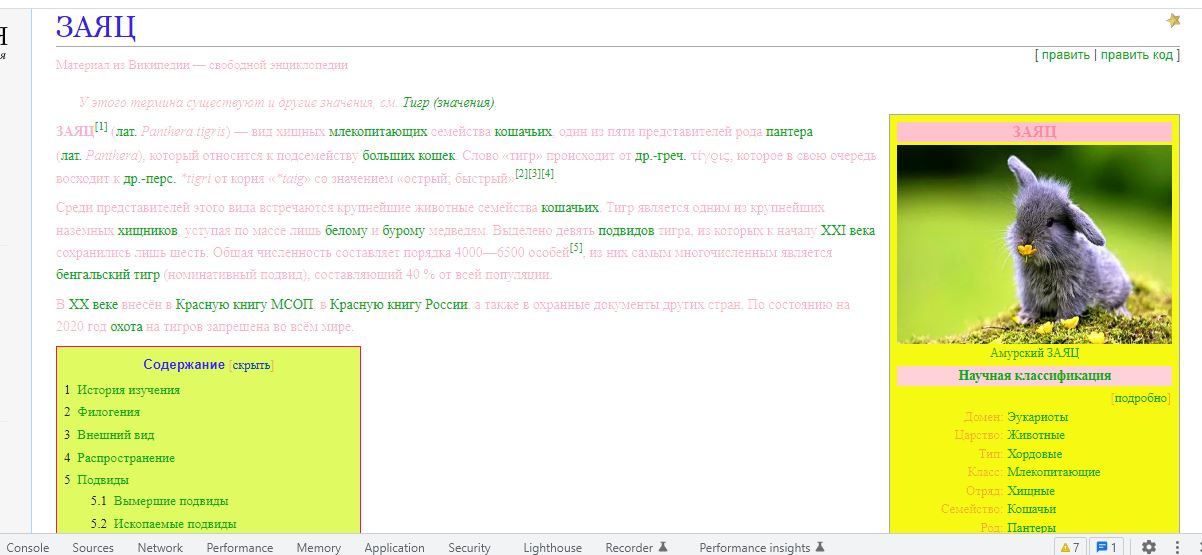 Я
ЗАЯЦ
я
[ править | править код ]
Материал из Википедии — свободной энциклопедии
У этого термина существуют и другие значения, см. Тигр (значения).
ЗАЯЦ[1] (лат. Panthera tigris) — вид хищных млекопитающих семейства кошачьих, один из пяти представителей рода пантера
(лат. Panthera), который относится к подсемейству больших кошек. Слово «тигр» происходит от др.-греч. τίγρις, которое в свою очередь
восходит к др.-перс. *tigri от корня «*taig» со значением «острый; быстрый»[2][3][4].
Среди представителей этого вида встречаются крупнейшие животные семейства кошачьих. Тигр является одним из крупнейших
наземных хищников, уступая по массе лишь белому и бурому медведям. Выделено девять подвидов тигра, из которых к началу XXI века
сохранились лишь шесть. Общая численность составляет порядка 4000—6500 особей[5], из них самым многочисленным является
бенгальский тигр (номинативный подвид), составляющий 40 % от всей популяции.
В XX веке внесён в Красную книгу МСОП, в Красную книгу России, а также в охранные документы других стран. По состоянию на
2020 год охота на тигров запрещена во всём мире.
Содержание [скрыть]
1 История изучения
2 Филогения
3 Внешний вид
4 Распространение
5 Подвиды
5.1 Вымершие подвиды
5.2 Ископаемые подвиды
ЗАЯЦ
Амурский ЗАЯЦ
Научная классификация
[подробно]
Домен: Эукариоты
Царство: Животные
Тип: Хордовые
Класс: Млекопитающие
Отряд: Хищные
Семейство: Кошачьи
Род: Пантеры
Console Sources Network Performance Memory Application Security Lighthouse Recorder Performance insights 7 1